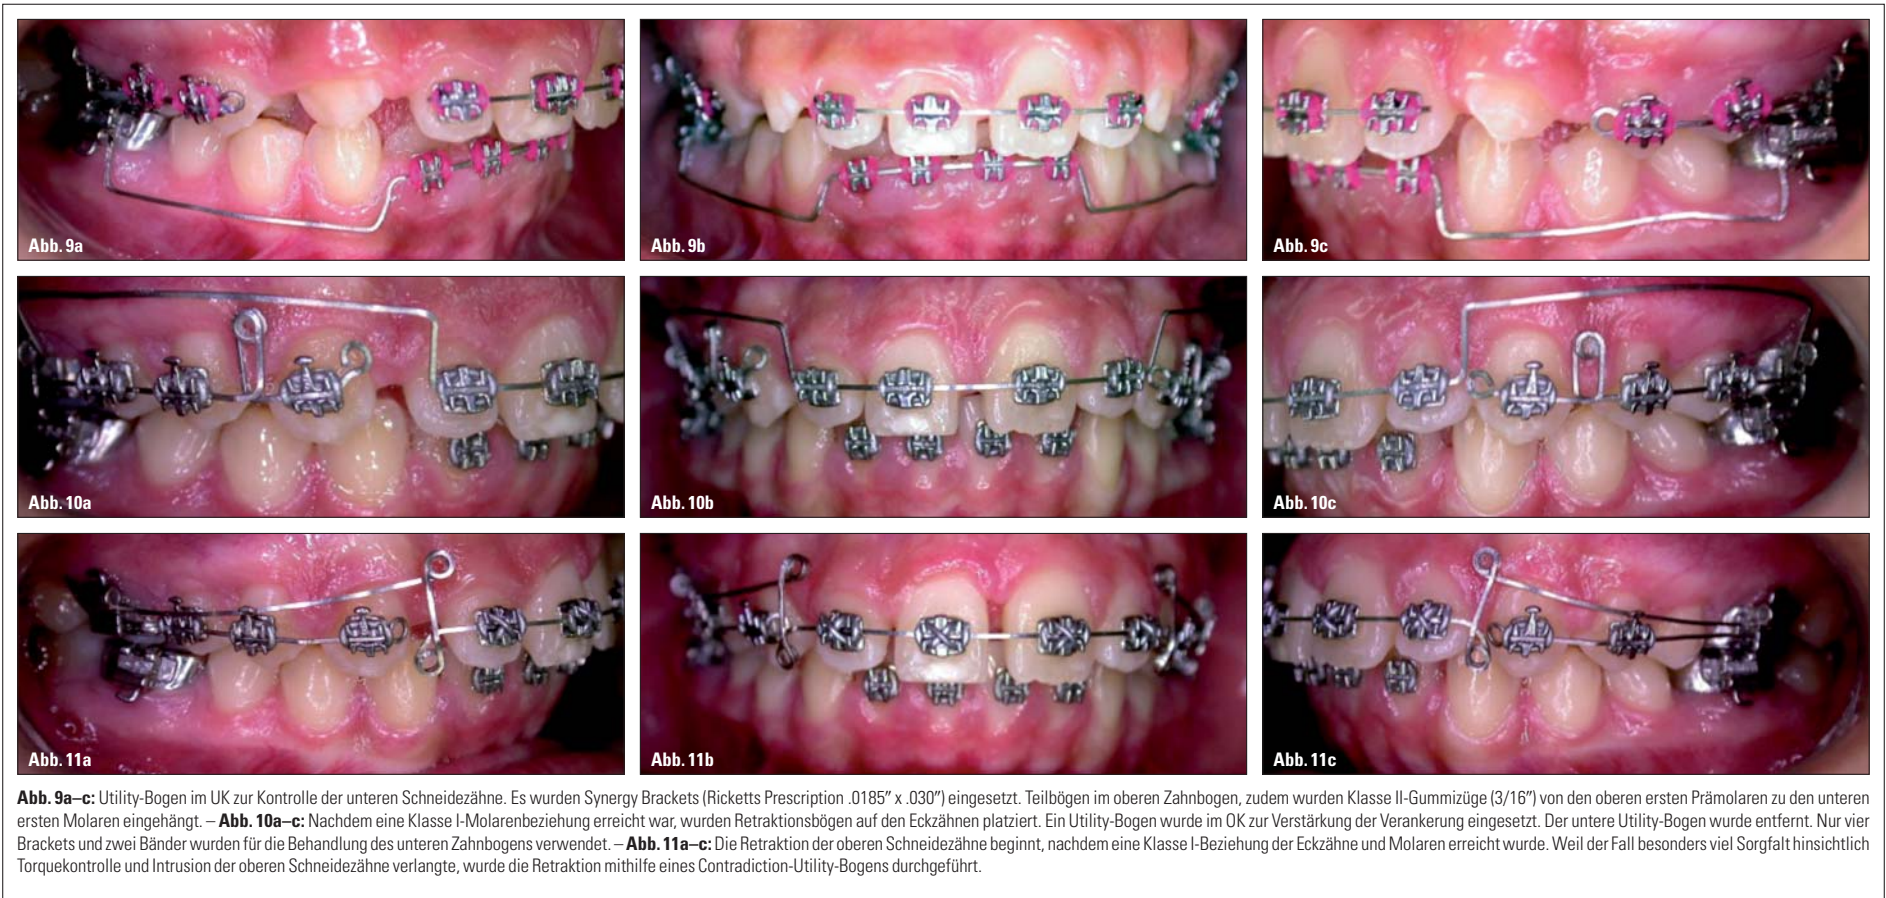 Abb. 9a
Abb. 9b
Abb. 9c
Abb. 10a
Abb. 10b
Abb. 10c
Abb. 11a
Abb. 11b
Abb. 11c
Abb. 9a–c: Utility-Bogen im UK zur Kontrolle der unteren Schneidezähne. Es wurden Synergy Brackets (Ricketts Prescription .0185″ x .030″) eingesetzt. Teilbögen im oberen Zahnbogen, zudem wurden Klasse II-Gummizüge (3/16″) von den oberen ersten Prämolaren zu den unteren
ersten Molaren eingehängt. – Abb. 10a–c: Nachdem eine Klasse I-Molarenbeziehung erreicht war, wurden Retraktionsbögen auf den Eckzähnen platziert. Ein Utility-Bogen wurde im OK zur Verstärkung der Verankerung eingesetzt. Der untere Utility-Bogen wurde entfernt. Nur vier
Brackets und zwei Bänder wurden für die Behandlung des unteren Zahnbogens verwendet. – Abb. 11a–c: Die Retraktion der oberen Schneidezähne beginnt, nachdem eine Klasse I-Beziehung der Eckzähne und Molaren erreicht wurde. Weil der Fall besonders viel Sorgfalt hinsichtlich
Torquekontrolle und Intrusion der oberen Schneidezähne verlangte, wurde die Retraktion mithilfe eines Contradiction-Utility-Bogens durchgeführt.